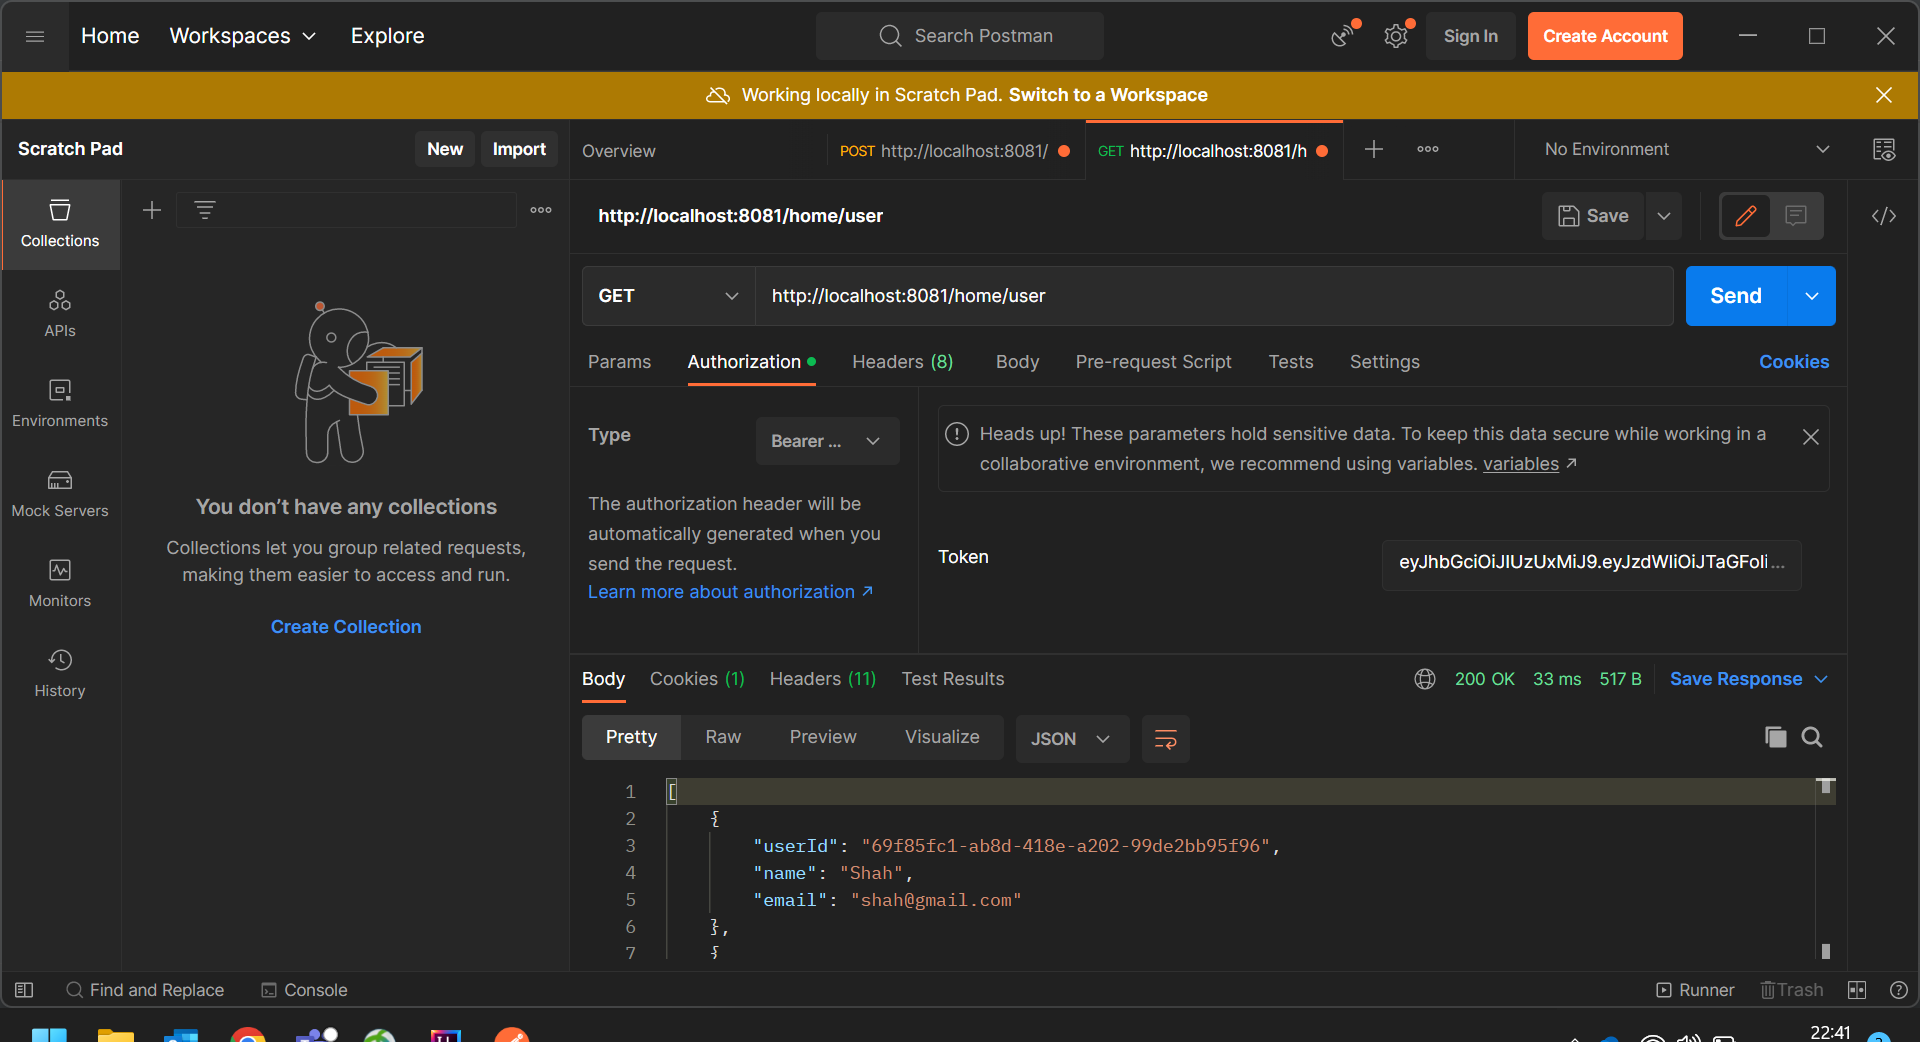 Home
Workspaces
Explore
Search Postman
Sign In
Create Account
Working locally in Scratch Pad. Switch to a Workspace
Scratch Pad
New
Import
Overview
POST http://localhost:8081/
GET http://localhost:8081/h
No Environment
Collections
APIs
Environments
Mock Servers
Monitors
History
You don’t have any collections
Collections let you group related requests,
making them easier to access and run.
Create Collection
http://localhost:8081/home/user
Save
GET
http://localhost:8081/home/user
Send
Params
Authorization
Headers (8)
Body
Pre-request Script
Tests
Settings
Cookies
Type
Bearer ...
The authorization header will be
automatically generated when you
send the request.
Learn more about authorization ↗
Heads up! These parameters hold sensitive data. To keep this data secure while working in a
collaborative environment, we recommend using variables. variables ↗
Token
eyJhbGciOiJIUzUxMiJ9.eyJzdWIiOiJTaGFoIi...
Body
Cookies (1)
Headers (11)
Test Results
200 OK
33 ms
517 B
Save Response
Pretty
Raw
Preview
Visualize
JSON
1 [
2 {
3 "userId": "69f85fc1-ab8d-418e-a202-99de2bb95f96",
4 "name": "Shah",
5 "email": "shah@gmail.com"
6 },
7 {
Find and Replace
Console
Runner
Trash
22:41